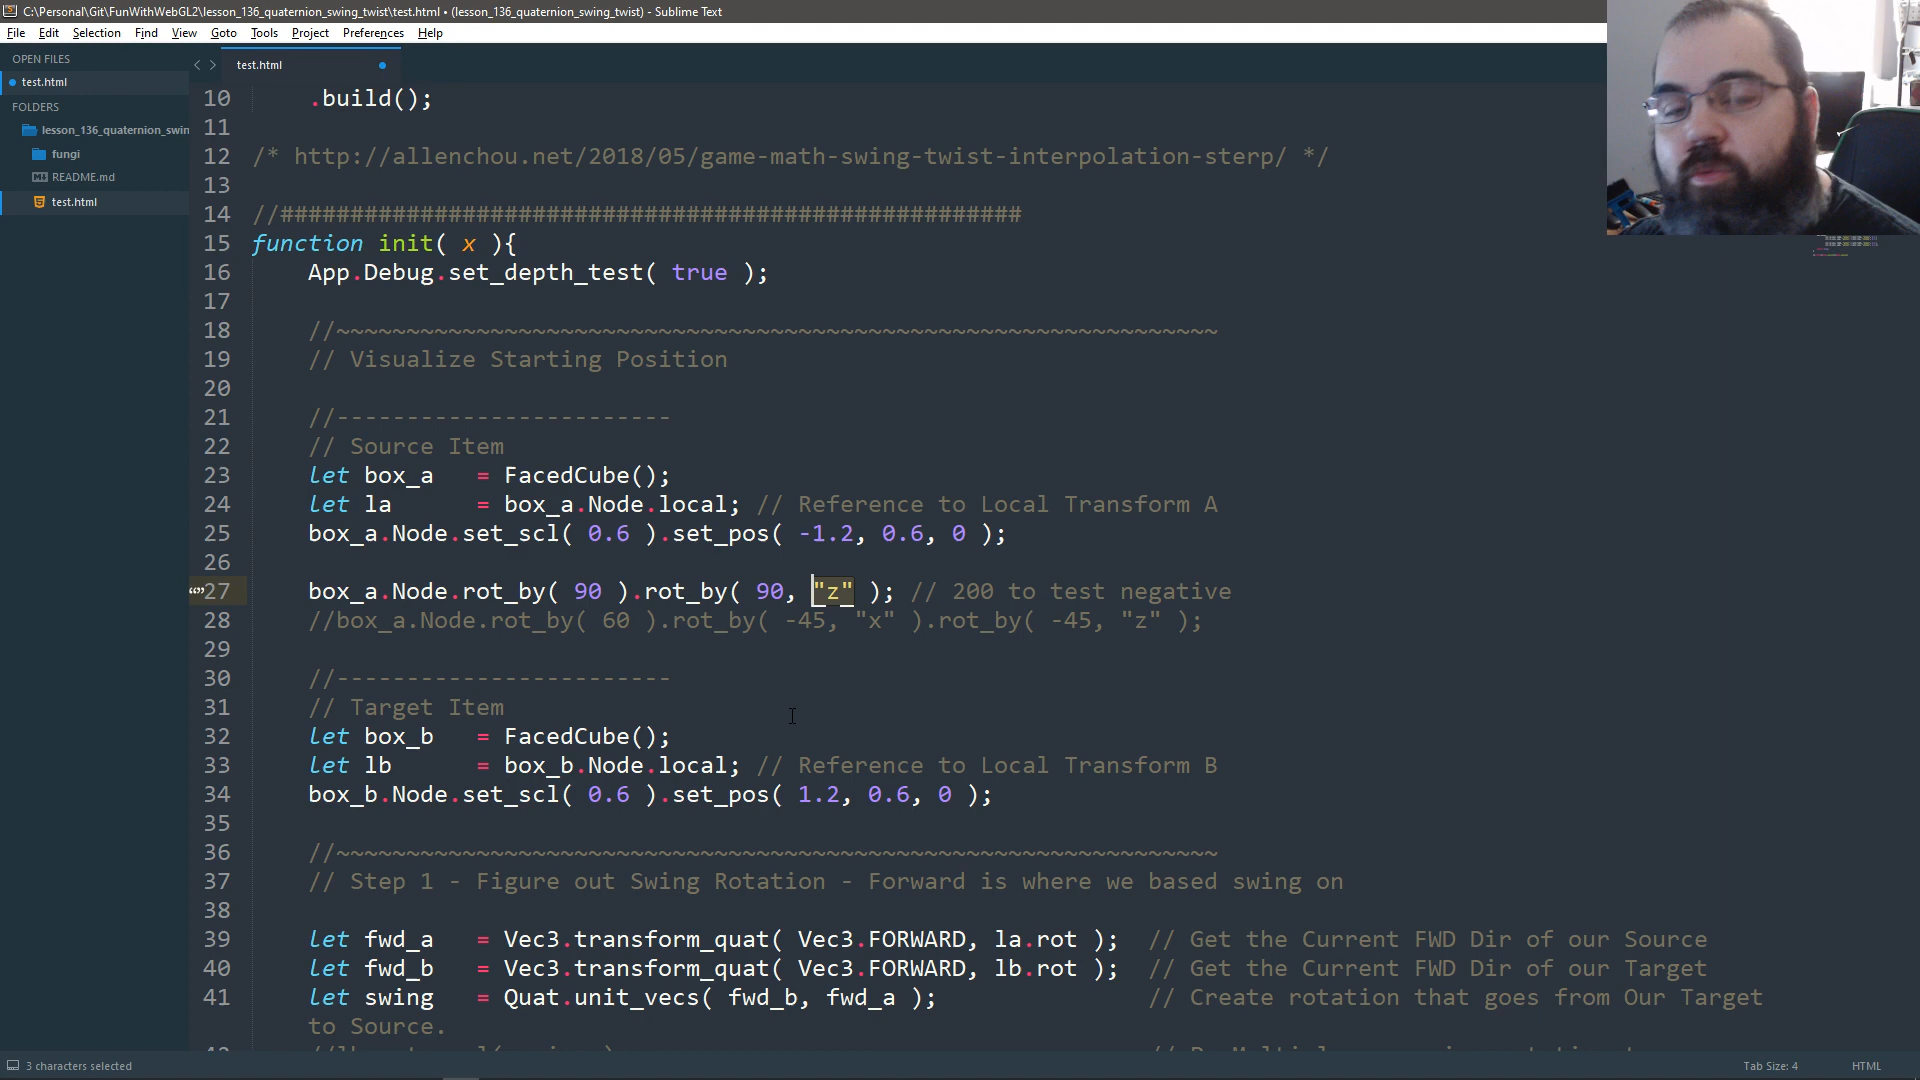 C:\Personal\Git\FunWithWebGL2\lesson_136_quaternion_swing_twist\test.html • (lesson_136_quaternion_swing_twist) - Sublime Text
File Edit Selection Find View Goto Tools Project Preferences Help
OPEN FILES
test.html
FOLDERS
lesson_136_quaternion_swin
fungi
README.md
test.html
test.html
10 .build();
11
12 /* http://allenchou.net/2018/05/game-math-swing-twist-interpolation-sterp/ */
13
14 //#####################################################
15 function init( x ){
16 App.Debug.set_depth_test( true );
17
18 //~~~~~~~~~~~~~~~~~~~~~~~~~~~~~~~~~~~~~~~~~~~~~~~~~~~~~~~~~~~~~~~
19 // Visualize Starting Position
20
21 //------------------------
22 // Source Item
23 let box_a = FacedCube();
24 let la = box_a.Node.local; // Reference to Local Transform A
25 box_a.Node.set_scl( 0.6 ).set_pos( -1.2, 0.6, 0 );
26
27 box_a.Node.rot_by( 90 ).rot_by( 90, "z" ); // 200 to test negative
28 //box_a.Node.rot_by( 60 ).rot_by( -45, "x" ).rot_by( -45, "z" );
29
30 //------------------------
31 // Target Item
32 let box_b = FacedCube();
33 let lb = box_b.Node.local; // Reference to Local Transform B
34 box_b.Node.set_scl( 0.6 ).set_pos( 1.2, 0.6, 0 );
35
36 //~~~~~~~~~~~~~~~~~~~~~~~~~~~~~~~~~~~~~~~~~~~~~~~~~~~~~~~~~~~~~~~
37 // Step 1 - Figure out Swing Rotation - Forward is where we based swing on
38
39 let fwd_a = Vec3.transform_quat( Vec3.FORWARD, la.rot ); // Get the Current FWD Dir of our Source
40 let fwd_b = Vec3.transform_quat( Vec3.FORWARD, lb.rot ); // Get the Current FWD Dir of our Target
41 let swing = Quat.unit_vecs( fwd_b, fwd_a ); // Create rotation that goes from Our Target
to Source.
3 characters selected
Tab Size: 4
HTML